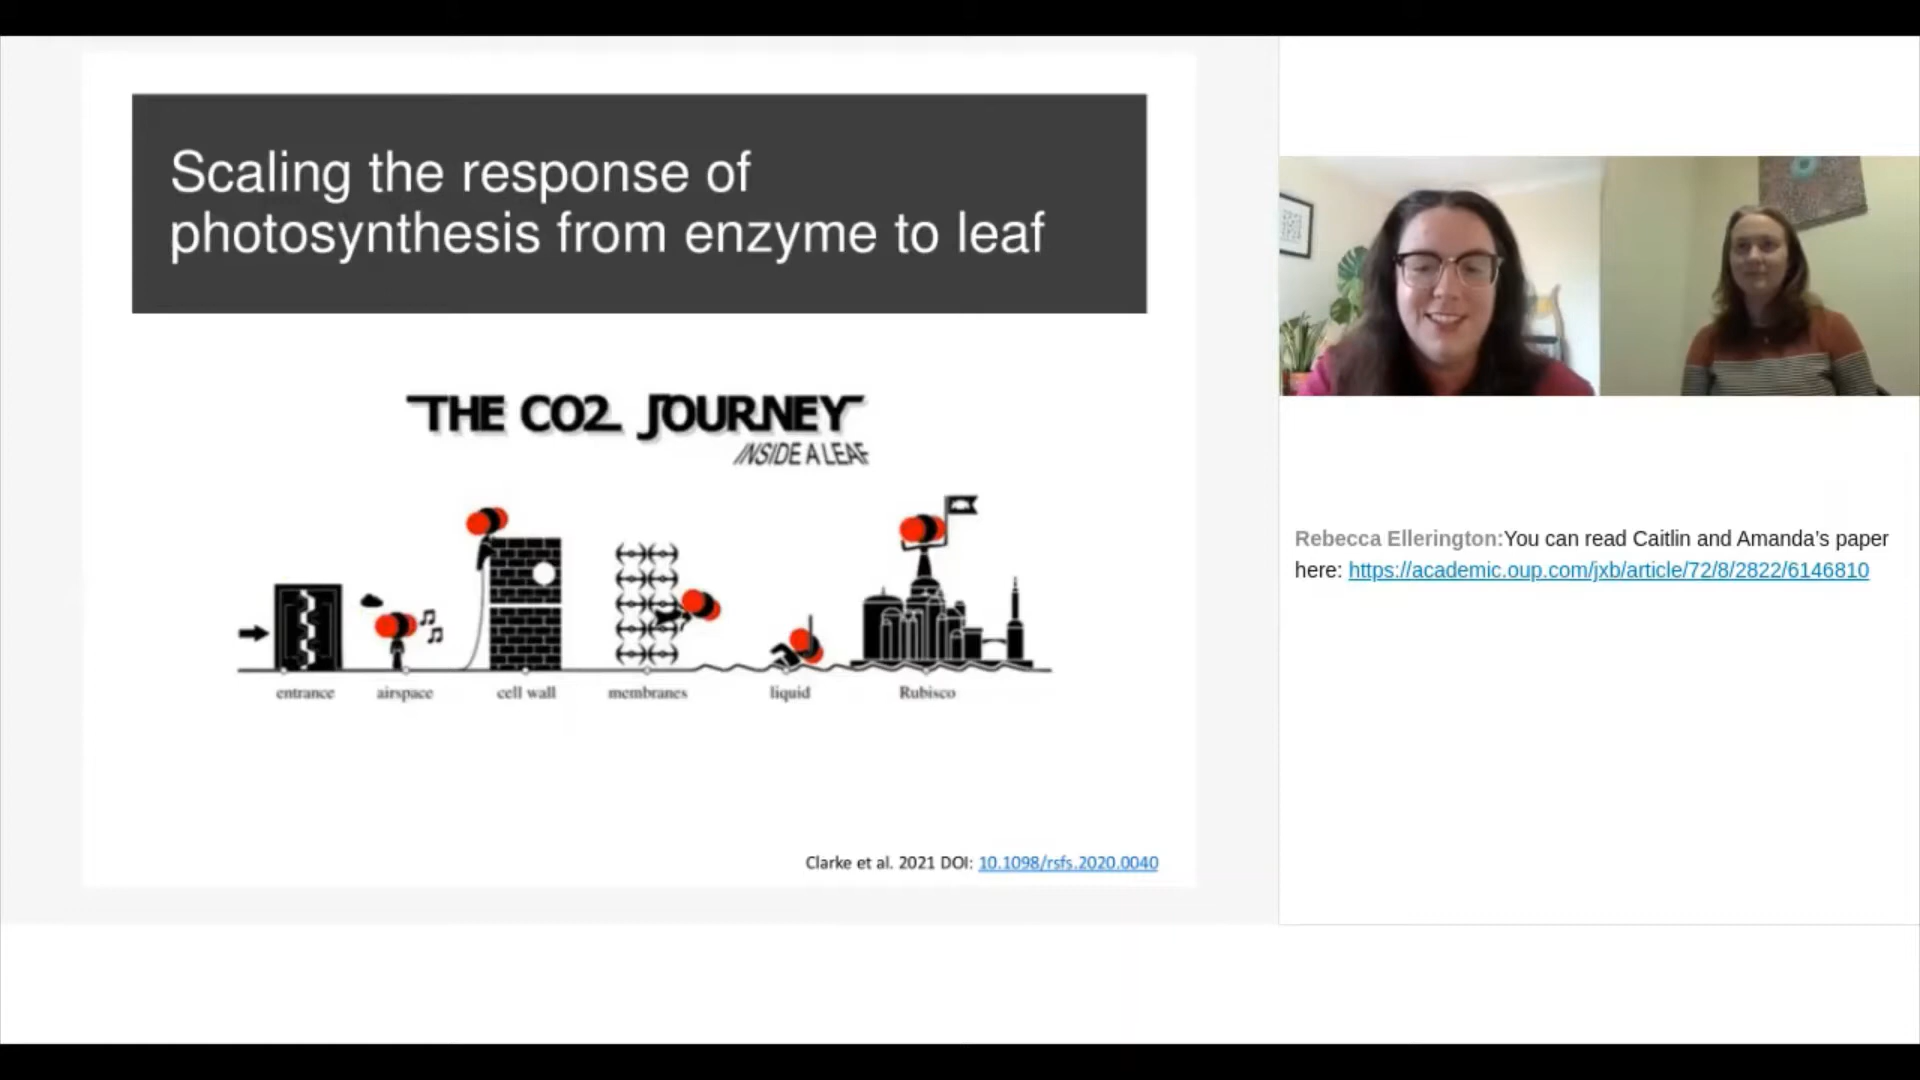 Scaling the response of
photosynthesis from enzyme to leaf
THE CO2 JOURNEY
INSIDE A LEAF
entrance
airspace
cell wall
membranes
liquid
Rubisco
Clarke et al. 2021 DOI: 10.1098/rsfs.2020.0040
Rebecca Ellerington:You can read Caitlin and Amanda’s paper
here: https://academic.oup.com/jxb/article/72/8/2822/6146810